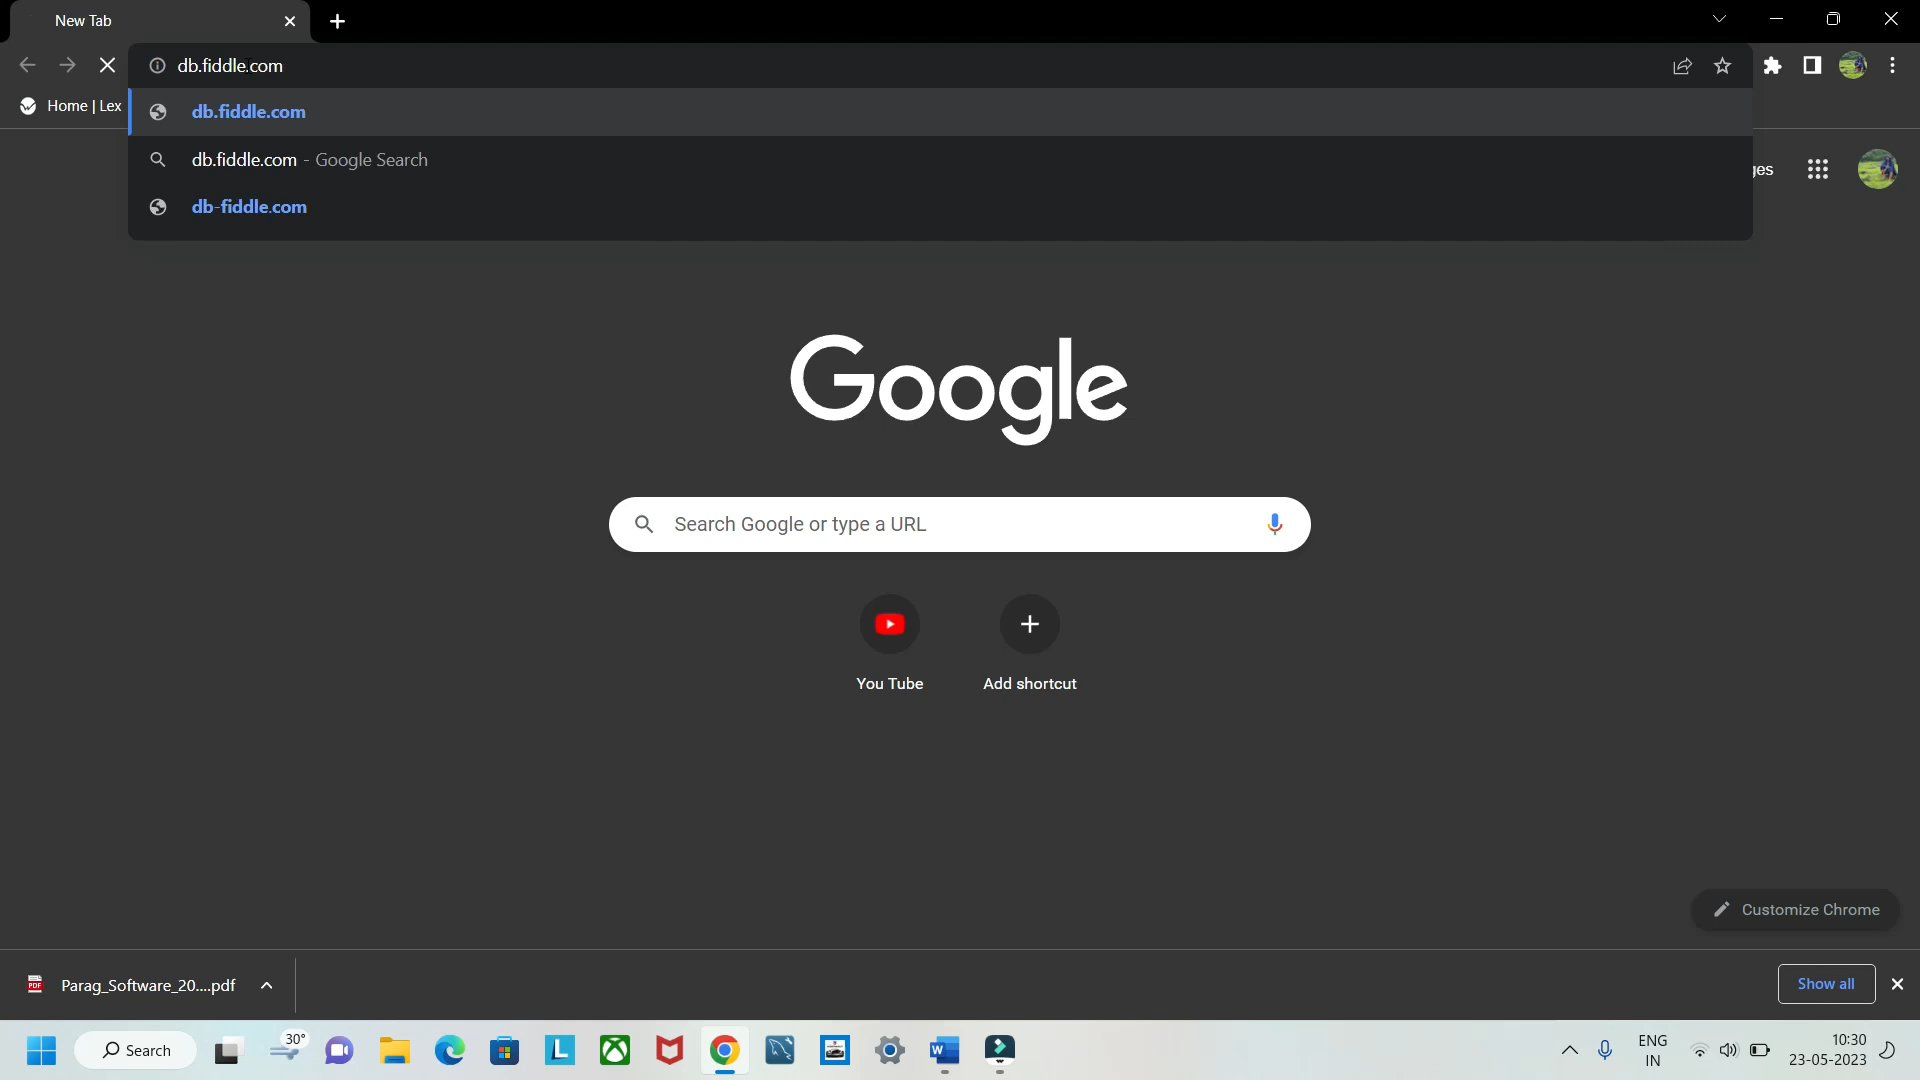 New Tab
db.fiddle.com
Home | Lex
db.fiddle.com
db.fiddle.com - Google Search
db-fiddle.com
Google
Search Google or type a URL
You Tube
Add shortcut
Customize Chrome
Parag_Software_20....pdf
Show all
Search
30°
ENG
IN
10:30
23-05-2023